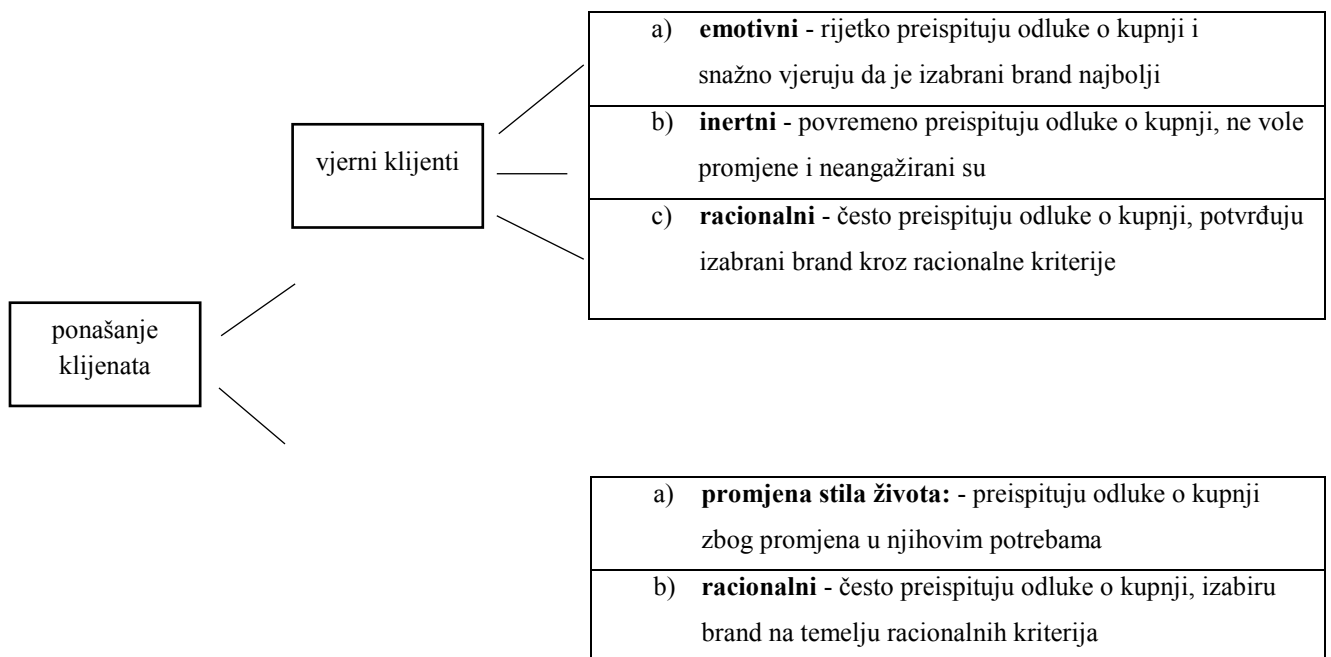 a) emotivni - rijetko preispituju odluke o kupnji i
snažno vjeruju da je izabrani brand najbolji
b) inertni - povremeno preispituju odluke o kupnji, ne vole
promjene i neangažirani su
c) racionalni - često preispituju odluke o kupnji, potvrđuju
izabrani brand kroz racionalne kriterije
vjerni klijenti
ponašanje
klijenata
a) promjena stila života: - preispituju odluke o kupnji
zbog promjena u njihovim potrebama
b) racionalni - često preispituju odluke o kupnji, izabiru
brand na temelju racionalnih kriterija